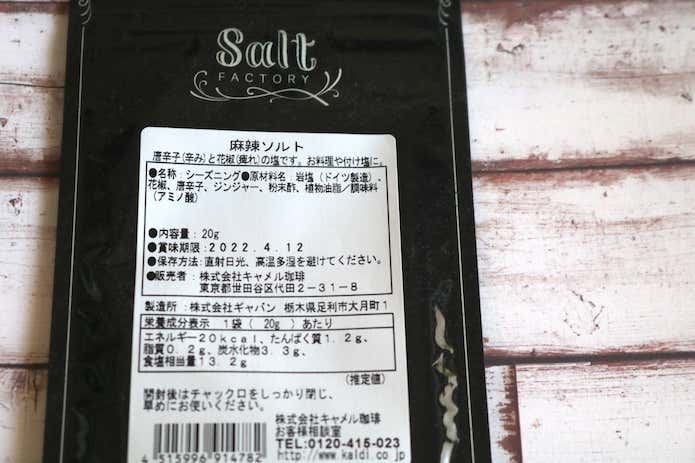 Salt
FACTORY
麻辣ソルト
唐辛子(辛み)と花椒(痺れ)の塩です。お料理や付け塩に。
●名称：シーズニング●原材料名：岩塩（ドイツ製造）、
花椒、唐辛子、ジンジャー、粉末酢、植物油脂／調味料
（アミノ酸）
●内容量：20g
●賞味期限：2022.4.12
●保存方法:直射日光、高温多湿を避けてください。
●販売者：株式会社キャメル珈琲
東京都世田谷区代田2－31－8
製造所：株式会社ギャバン 栃木県足利市大月町1
栄養成分表示 1袋（ 20g ）あたり
エネルギー20kcal、たんぱく質1.2g、
脂質0.2g、炭水化物3.3g、
食塩相当量13.2g
（推定値）
開封後はチャック口をしっかり閉じ、
早めにお使いください。
株式会社キャメル珈琲
お客様相談室
TEL:0120-415-023
http://www.kaldi.co.jp
4515996914782